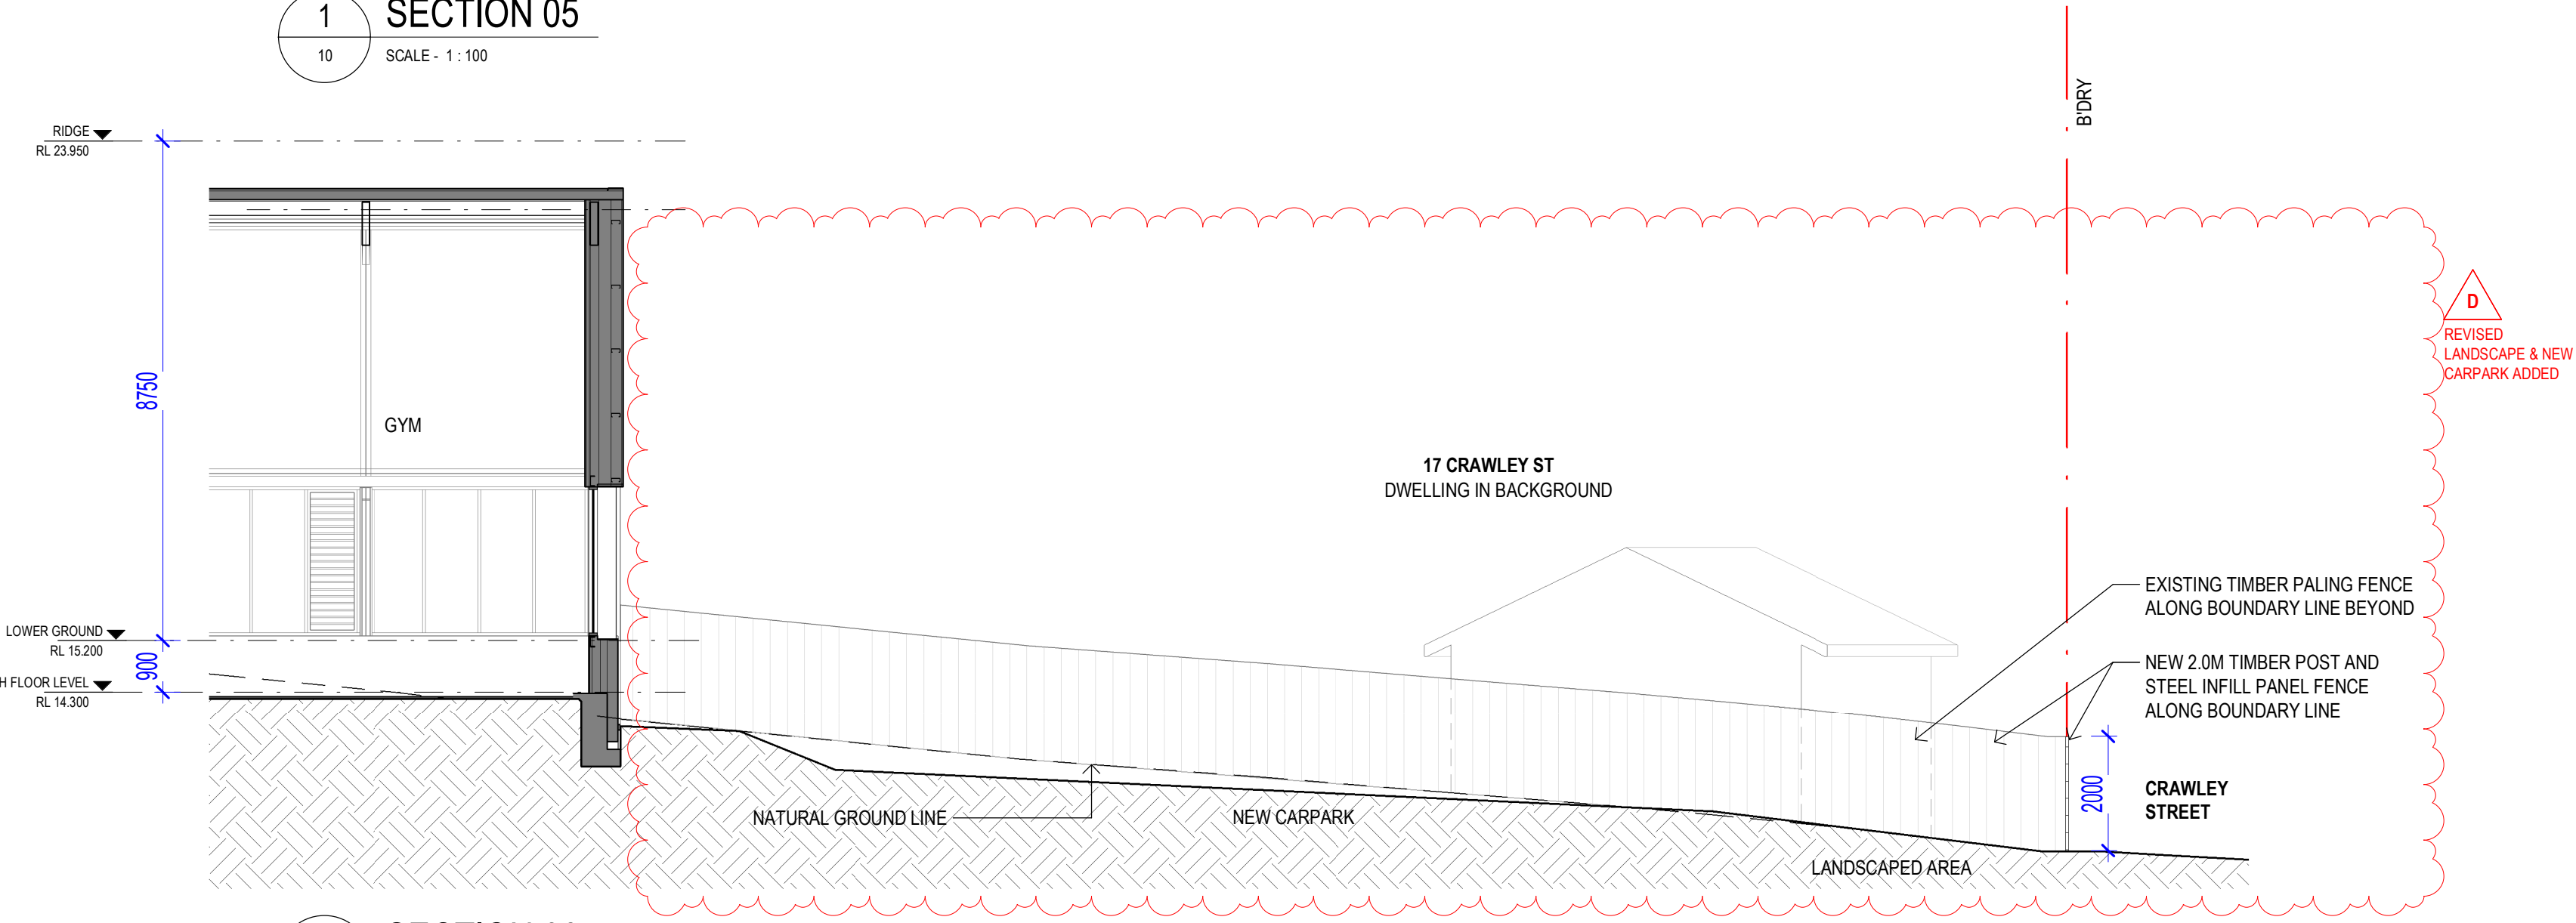 1
SECTION 05
10
SCALE - 1 : 100
RIDGE
RL 23.950
8750
GYM
LOWER GROUND
RL 15.200
900
H FLOOR LEVEL
RL 14.300
B'DRY
D
REVISED
LANDSCAPE & NEW
CARPARK ADDED
17 CRAWLEY ST
DWELLING IN BACKGROUND
EXISTING TIMBER PALING FENCE
ALONG BOUNDARY LINE BEYOND
NEW 2.0M TIMBER POST AND
STEEL INFILL PANEL FENCE
ALONG BOUNDARY LINE
2000
CRAWLEY
STREET
NATURAL GROUND LINE
NEW CARPARK
LANDSCAPED AREA